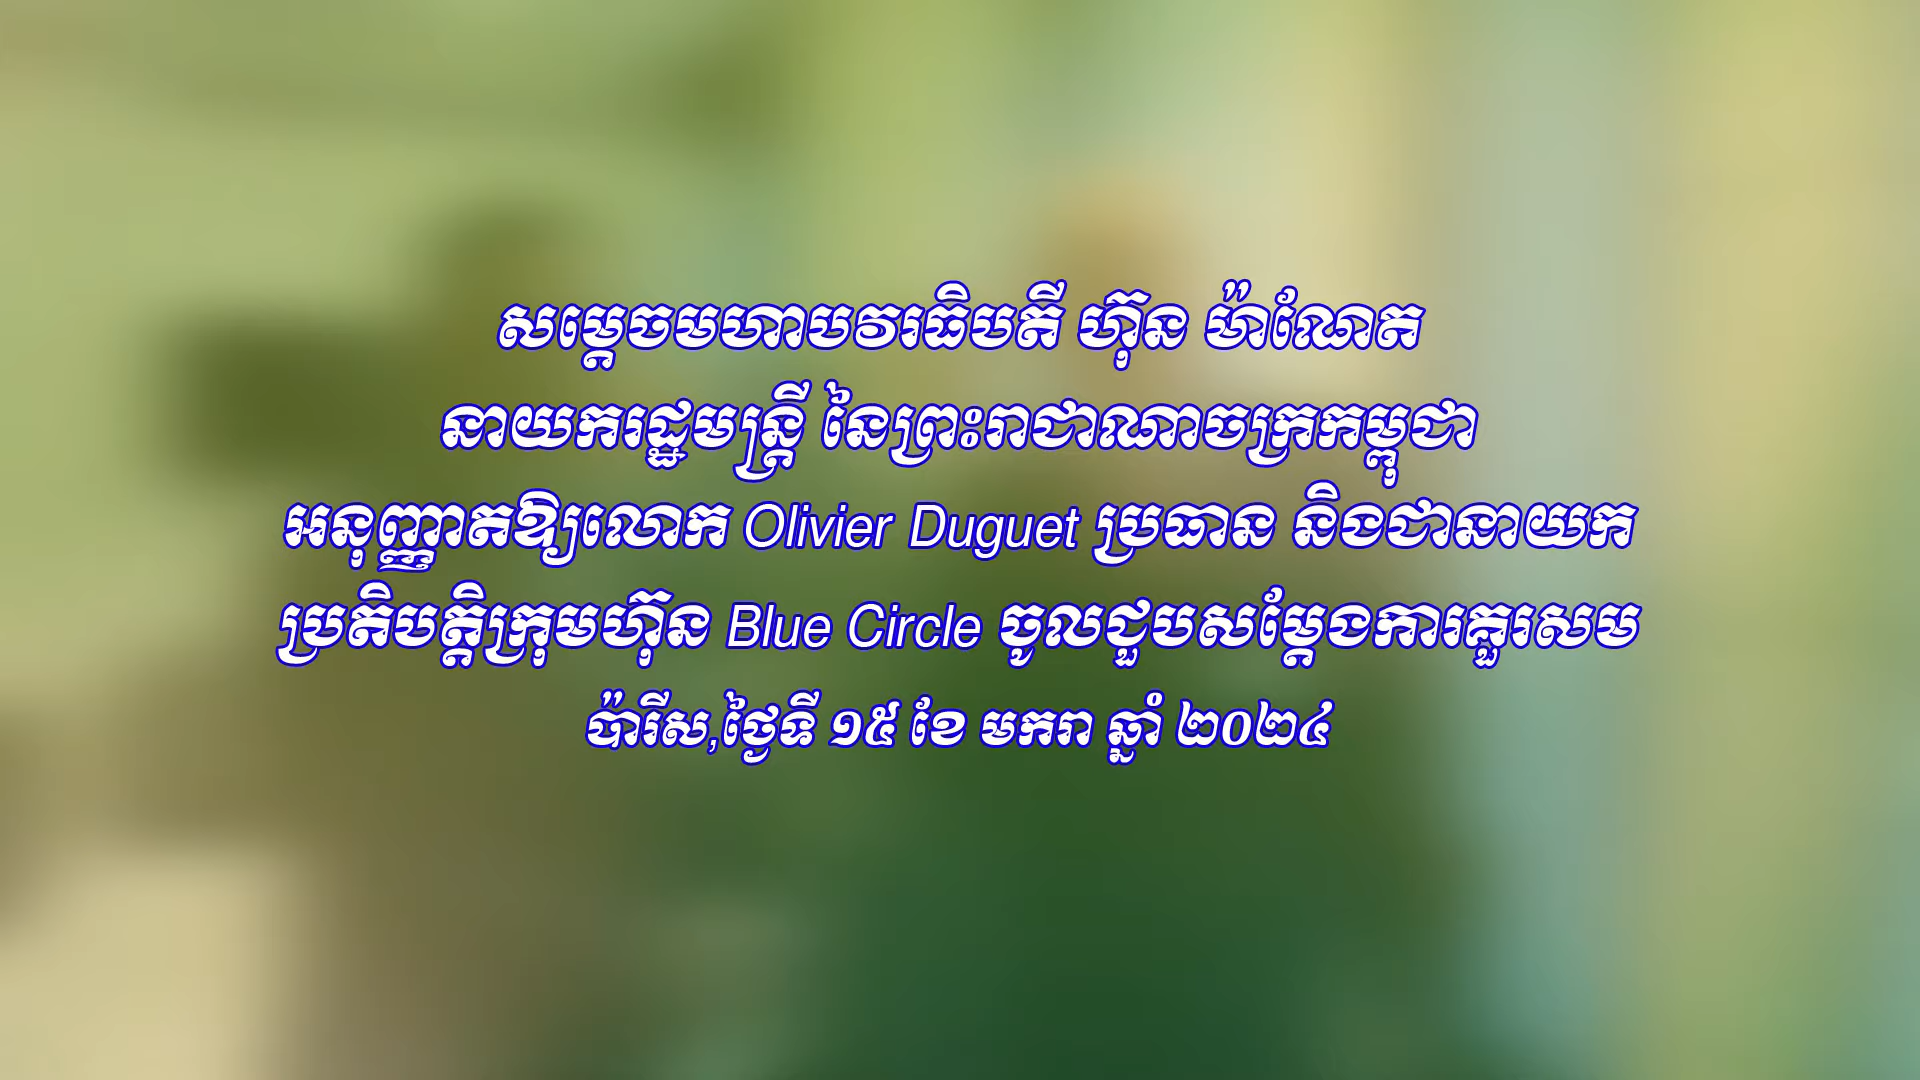 សម្តេចមហាបវរធិបតី ហ៊ុន ម៉ាណែត
នាយករដ្ឋមន្ត្រី នៃព្រះរាជាណាចក្រកម្ពុជា
អនុញ្ញាតឱ្យលោក Olivier Duguet ប្រធាន និងជានាយក
ប្រតិបត្តិក្រុមហ៊ុន Blue Circle ចូលជួបសម្តែងការគួរសម
ប៉ារីស,ថ្ងៃទី ១៥ ខែ មករា ឆ្នាំ ២០២៤